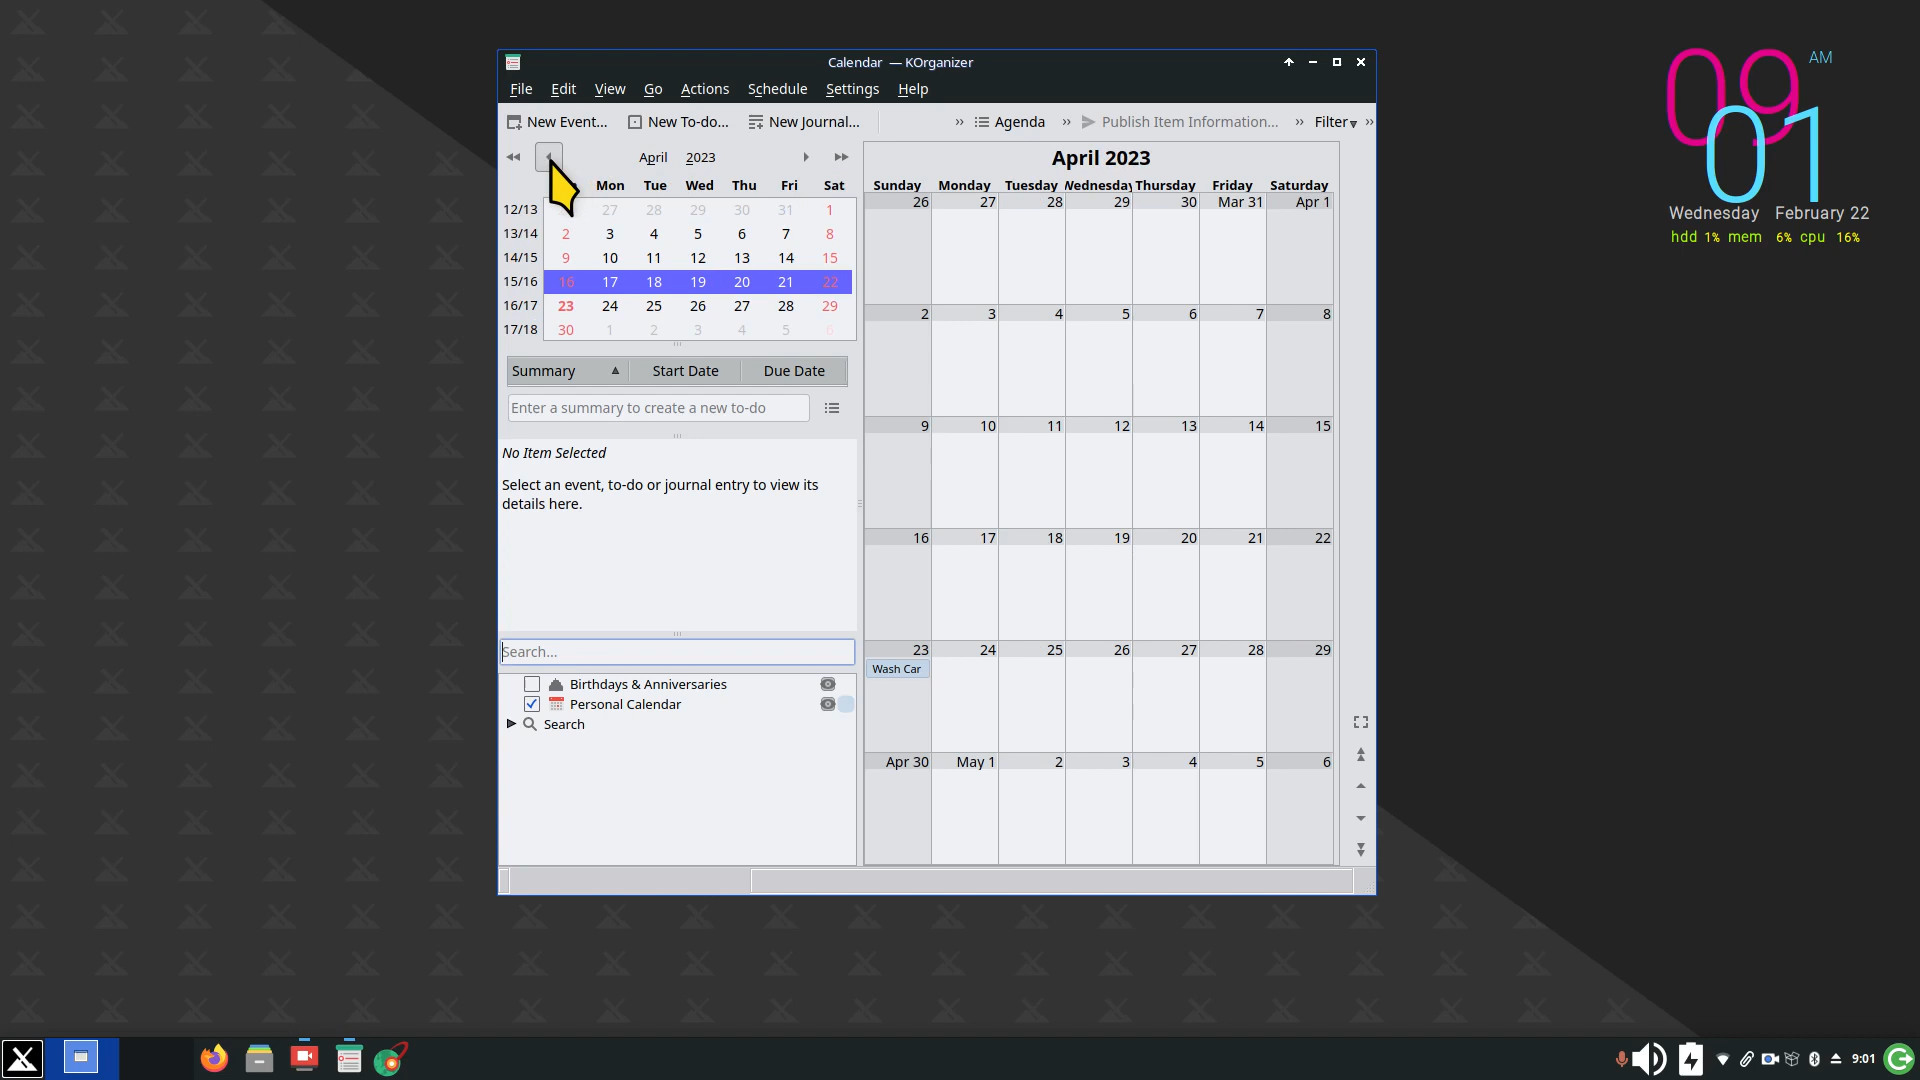 Calendar — KOrganizer
File Edit View Go Actions Schedule Settings Help
New Event... New To-do... New Journal... » Agenda » Publish Item Information... » Filter »
April 2023
Mon Tue Wed Thu Fri Sat
12/13 27 28 29 30 31 1
13/14 2 3 4 5 6 7 8
14/15 9 10 11 12 13 14 15
15/16 16 17 18 19 20 21 22
16/17 23 24 25 26 27 28 29
17/18 30 1 2 3 4 5 6
Summary Start Date Due Date
Enter a summary to create a new to-do
No Item Selected
Select an event, to-do or journal entry to view its
details here.
Search...
Birthdays & Anniversaries
Personal Calendar
Search
April 2023
Sunday Monday Tuesday Wednesday Thursday Friday Saturday
26 27 28 29 30 Mar 31 Apr 1
2 3 4 5 6 7 8
9 10 11 12 13 14 15
16 17 18 19 20 21 22
23 24 25 26 27 28 29
Wash Car
Apr 30 May 1 2 3 4 5 6
09 AM
01
Wednesday February 22
hdd 1% mem 6% cpu 16%
9:01